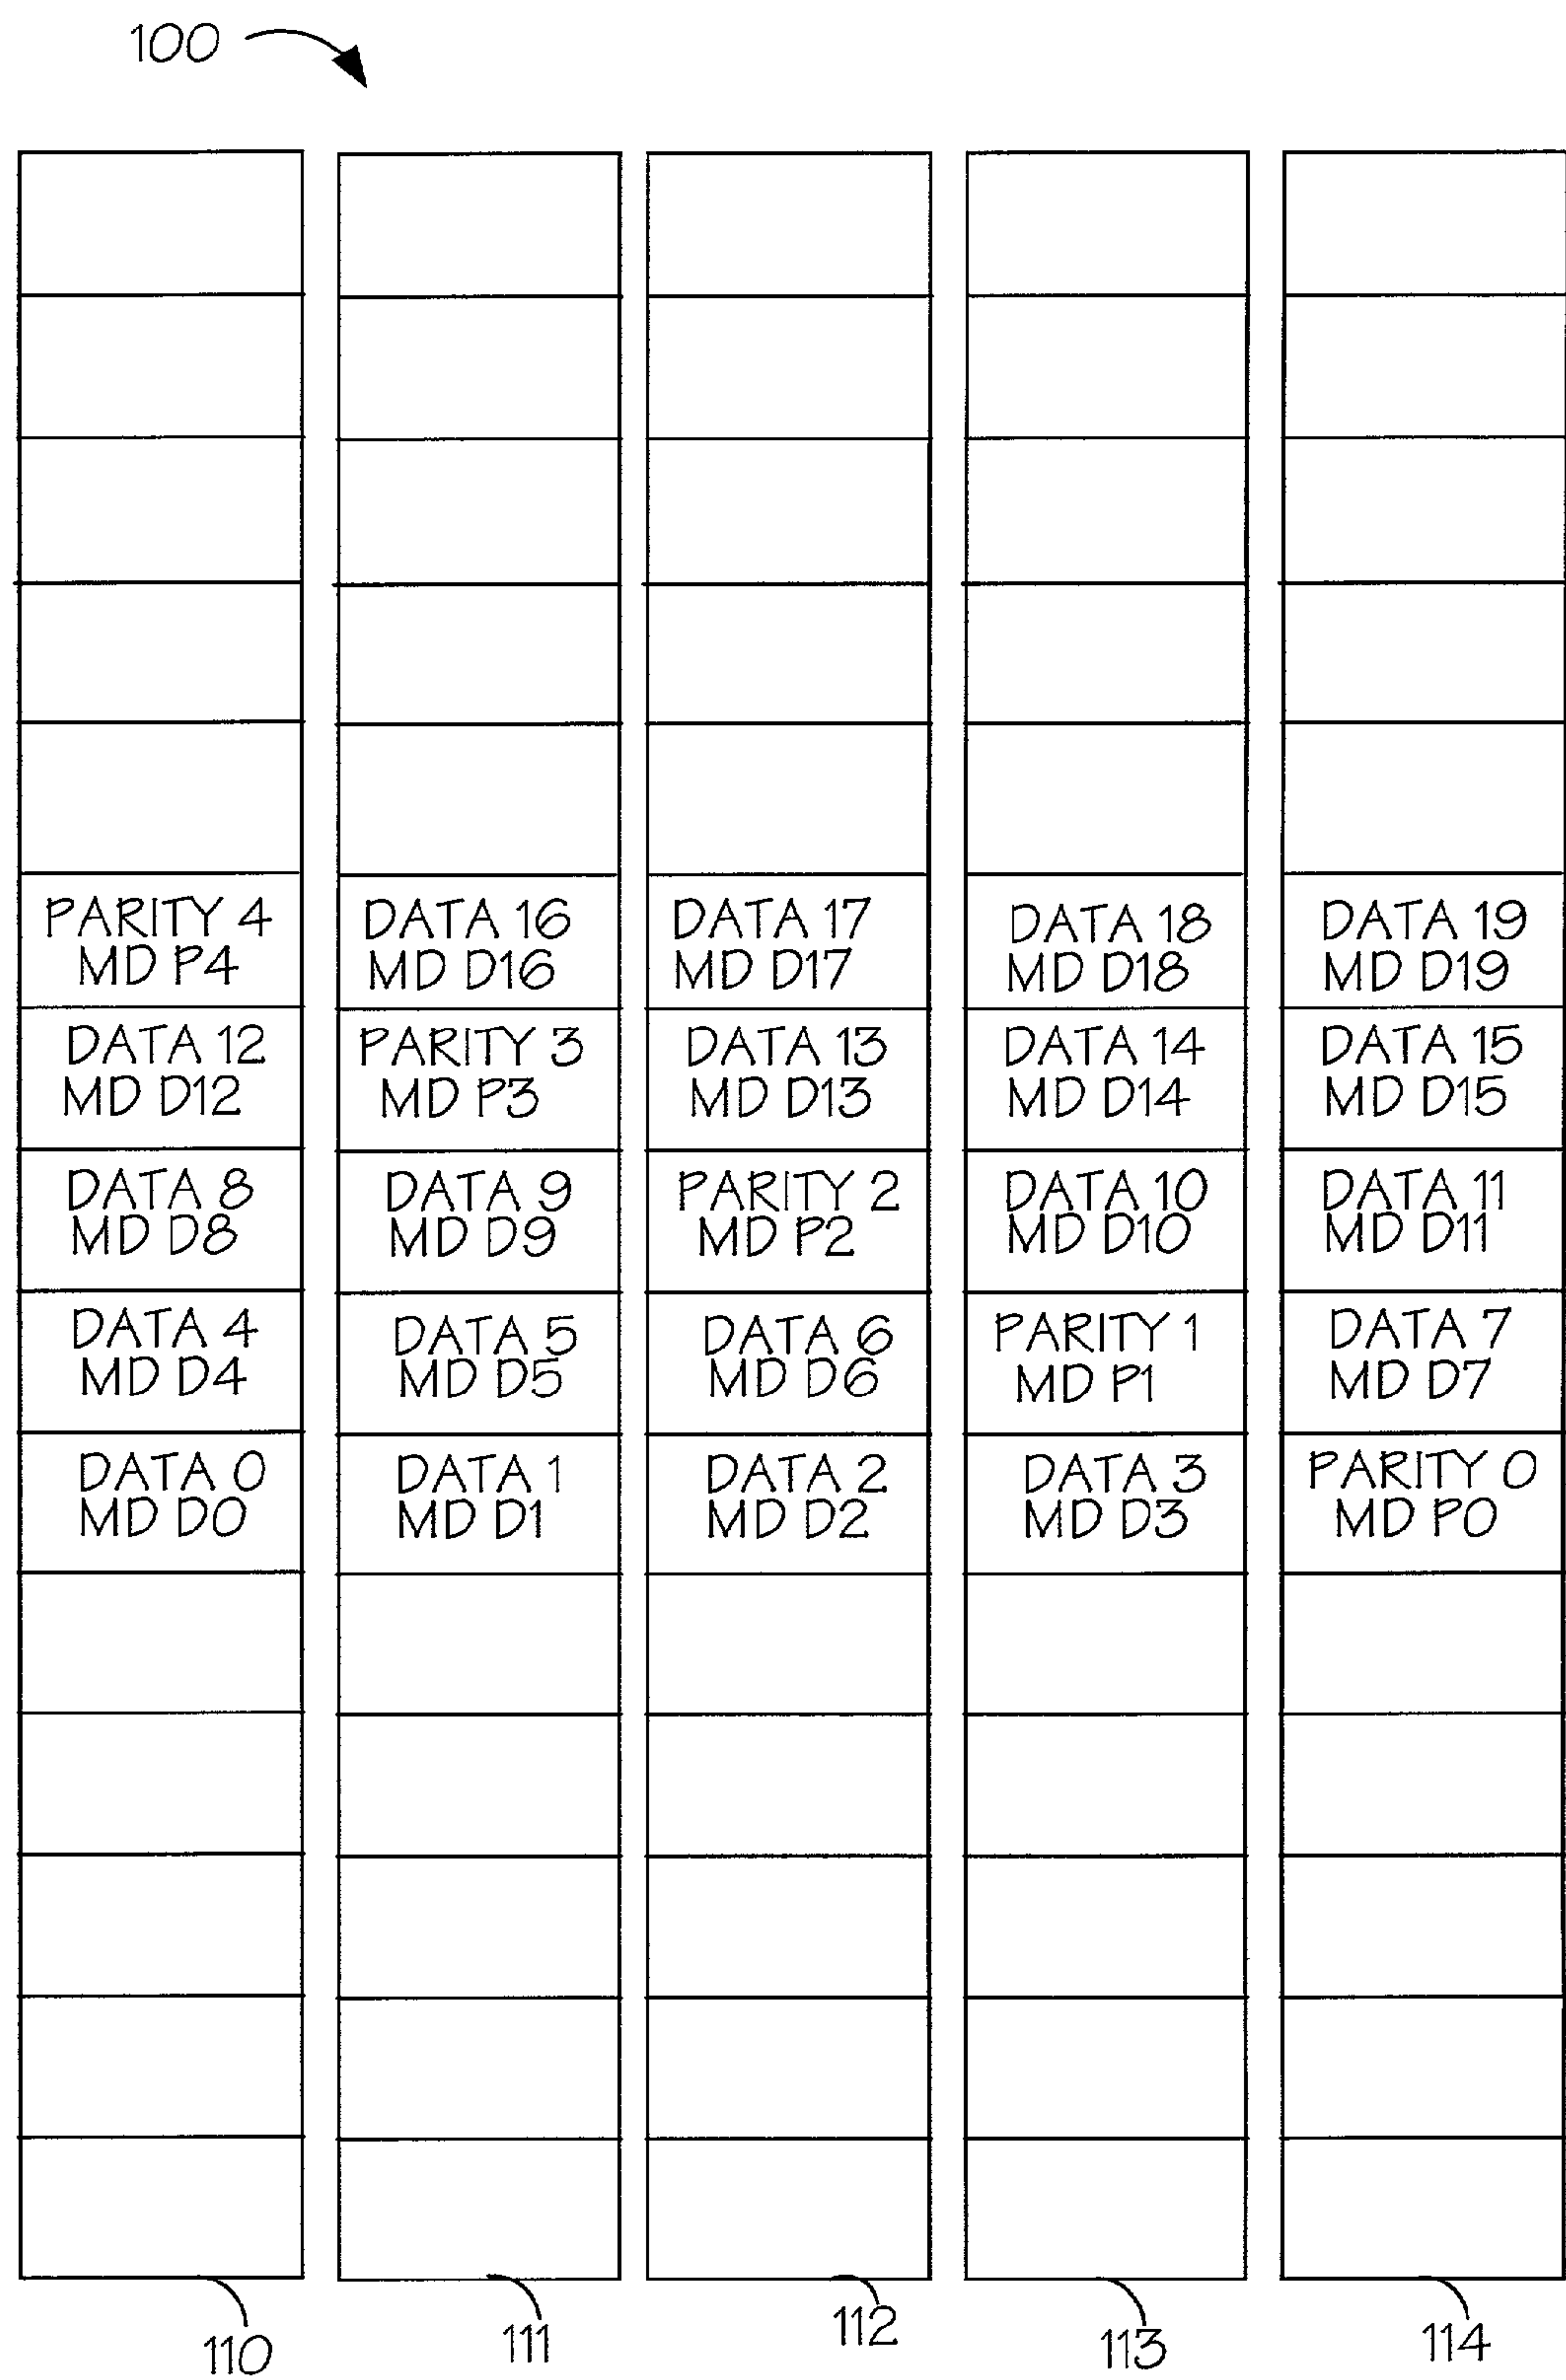 100
PARITY 4
MD P4
DATA 16
MD D16
DATA 17
MD D17
DATA 18
MD D18
DATA 19
MD D19
DATA 12
MD D12
PARITY 3
MD P3
DATA 13
MD D13
DATA 14
MD D14
DATA 15
MD D15
DATA 8
MD D8
DATA 9
MD D9
PARITY 2
MD P2
DATA 10
MD D10
DATA 11
MD D11
DATA 4
MD D4
DATA 5
MD D5
DATA 6
MD D6
PARITY 1
MD P1
DATA 7
MD D7
DATA 0
MD D0
DATA 1
MD D1
DATA 2
MD D2
DATA 3
MD D3
PARITY 0
MD P0
110
111
112
113
114